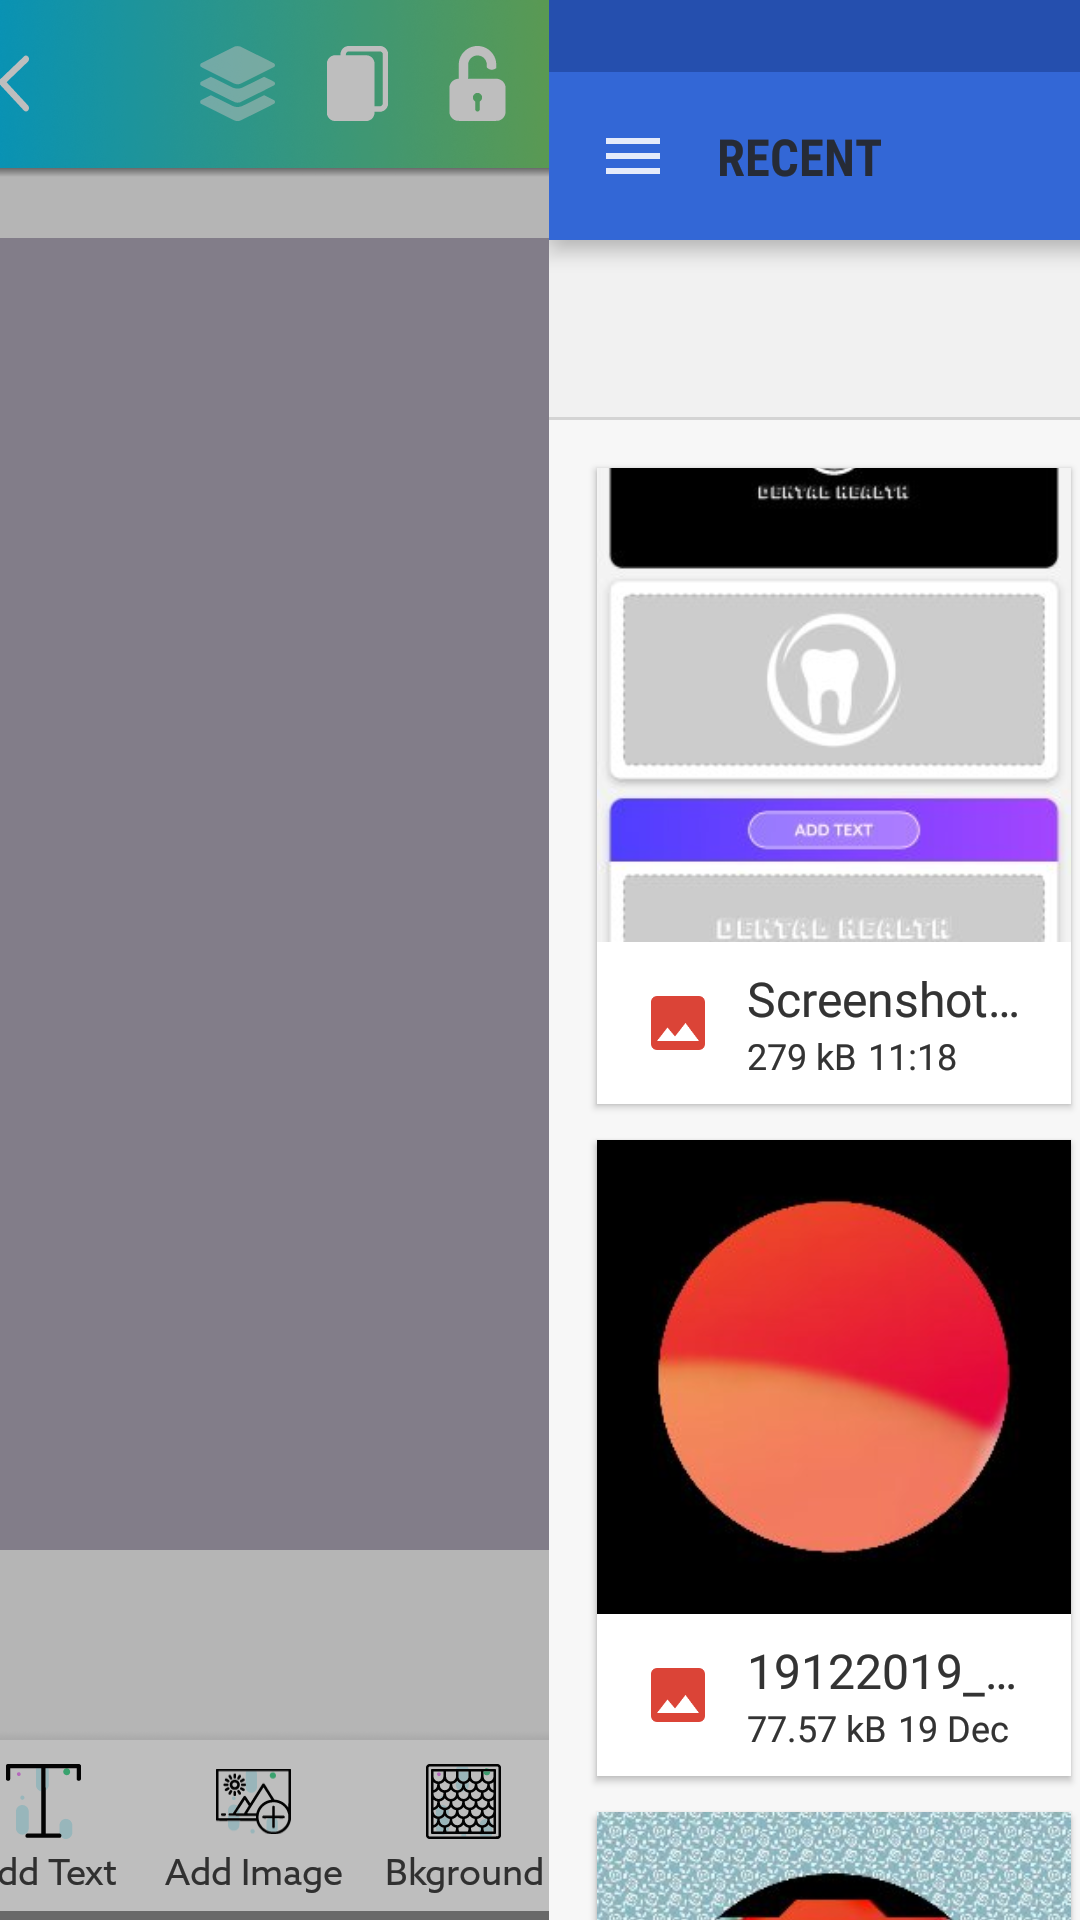 RECENT
DENTAL HEALTH
ADD TEXT
DENTAL HEALTH
Screenshot...
279 kB 11:18
19122019_...
77.57 kB 19 Dec
dd Text
Add Image
Bkground